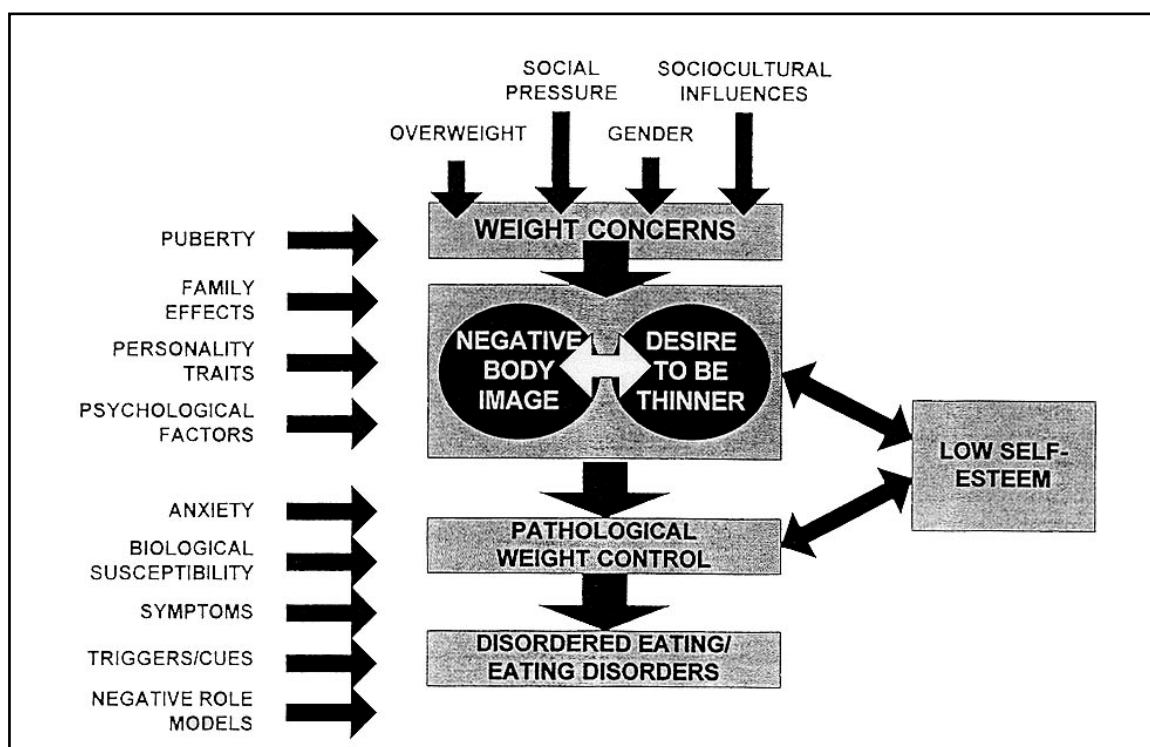 SOCIAL
PRESSURE
SOCIOCULTURAL
INFLUENCES
OVERWEIGHT
GENDER
WEIGHT CONCERNS
PUBERTY
FAMILY
EFFECTS
PERSONALITY
TRAITS
PSYCHOLOGICAL
FACTORS
NEGATIVE
BODY
IMAGE
DESIRE
TO BE
THINNER
LOW SELF-
ESTEEM
ANXIETY
BIOLOGICAL
SUSCEPTIBILITY
SYMPTOMS
TRIGGERS/CUES
NEGATIVE ROLE
MODELS
PATHOLOGICAL
WEIGHT CONTROL
DISORDERED EATING/
EATING DISORDERS